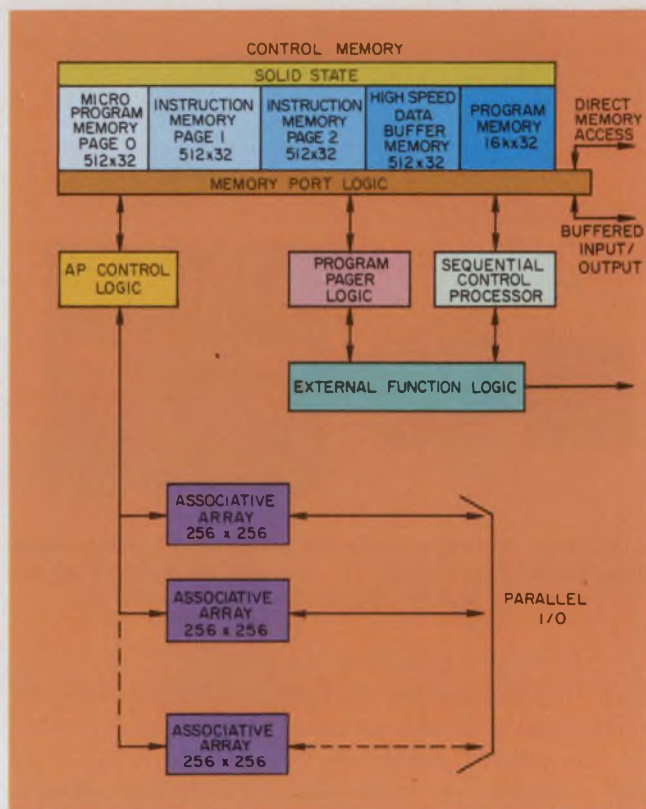 CONTROL MEMORY
SOLID STATE
MICRO
PROGRAM
MEMORY
PAGE 0
512x32
INSTRUCTION
MEMORY
PAGE 1
512x32
INSTRUCTION
MEMORY
PAGE 2
512x32
HIGH SPEED
DATA
BUFFER
MEMORY
512x32
PROGRAM
MEMORY
16kx32
DIRECT
MEMORY
ACCESS
MEMORY PORT LOGIC
BUFFERED
INPUT/
OUTPUT
AP CONTROL
LOGIC
PROGRAM
PAGER
LOGIC
SEQUENTIAL
CONTROL
PROCESSOR
EXTERNAL FUNCTION LOGIC
ASSOCIATIVE
ARRAY
256 x 256
ASSOCIATIVE
ARRAY
256 x 256
PARALLEL
I/O
ASSOCIATIVE
ARRAY
256 x 256